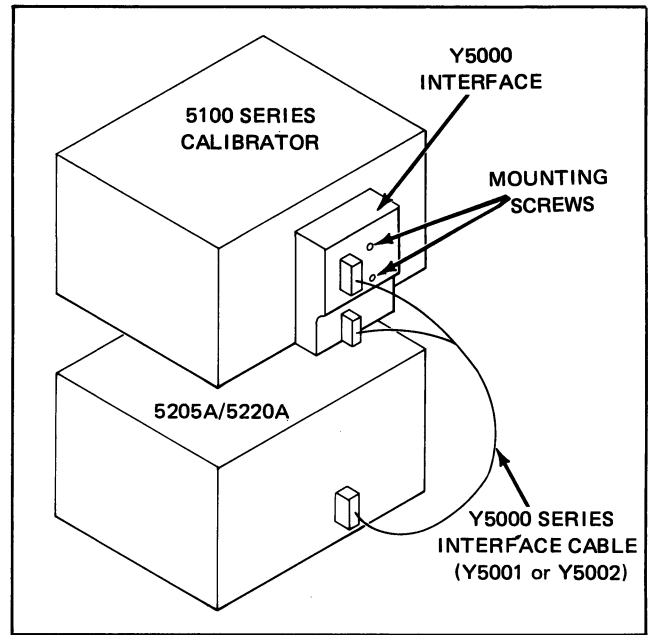 Y5000
INTERFACE
5100 SERIES
CALIBRATOR
MOUNTING
SCREWS
5205A/5220A
Y5000 SERIES
INTERFACE CABLE
(Y5001 or Y5002)